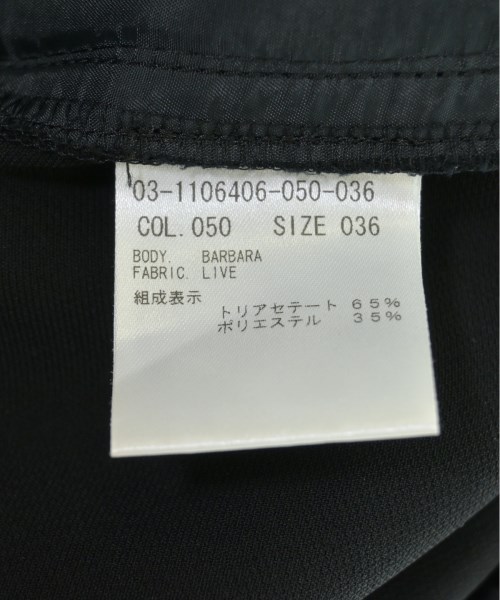 03-1106406-050-036
COL.050 SIZE 036
BODY. BARBARA
FABRIC. LIVE
組成表示
トリアセテート 65%
ポリエステル 35%